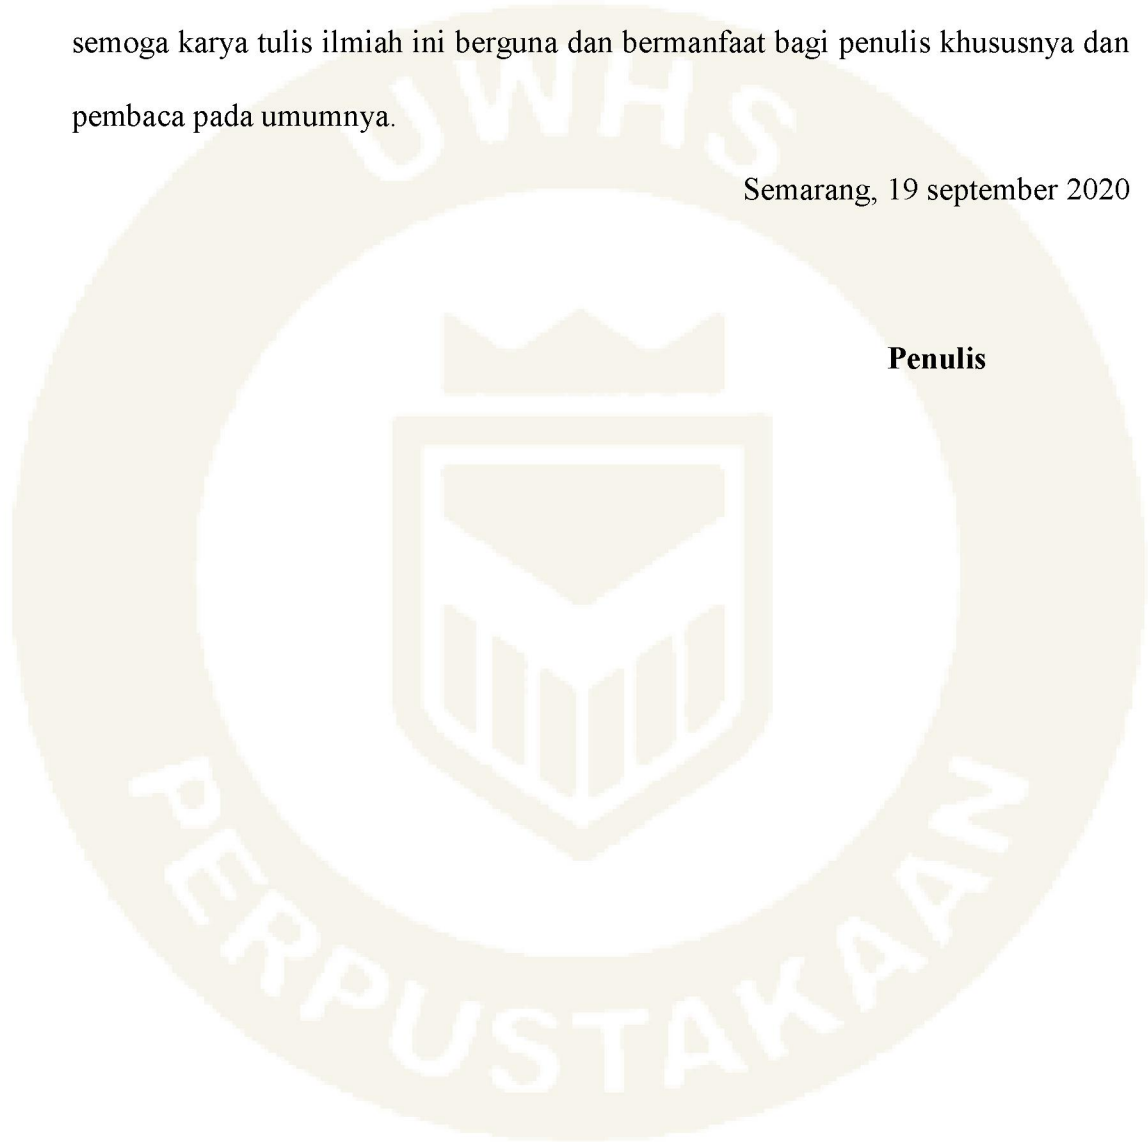 semoga karya tulis ilmiah ini berguna dan bermanfaat bagi penulis khususnya dan
pembaca pada umumnya.
Semarang, 19 september 2020
Penulis
UWHS
PERPUSTAKAAN